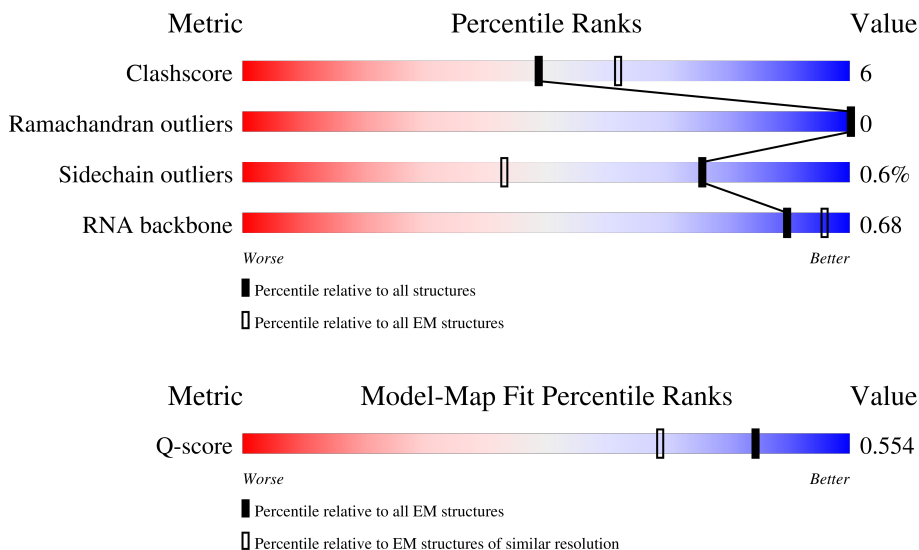 Metric Percentile Ranks Value
Clashscore 6
Ramachandran outliers 0
Sidechain outliers 0.6%
RNA backbone 0.68
Worse Better
Percentile relative to all structures
Percentile relative to all EM structures
Metric Model-Map Fit Percentile Ranks Value
Q-score 0.554
Worse Better
Percentile relative to all EM structures
Percentile relative to EM structures of similar resolution